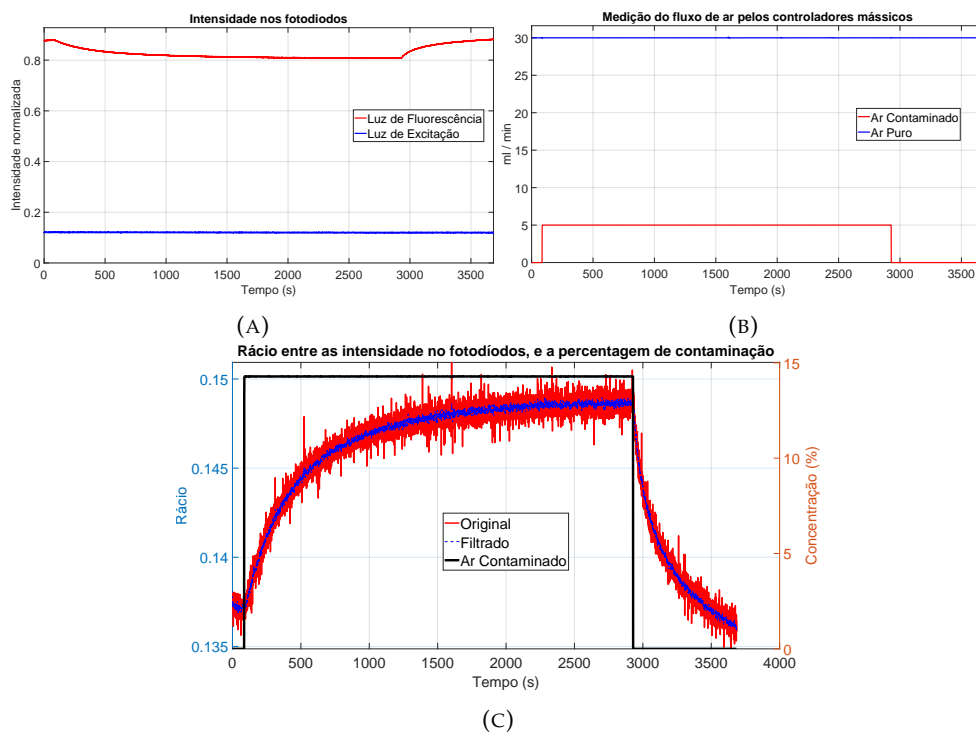 Intensidade nos fotodiodos
Intensidade normalizada
0.8
0.6
0.4
0.2
0
Luz de Fluorescência
Luz de Excitação
0 500 1000 1500 2000 2500 3000 3500
Tempo (s)
(A)
Medição do fluxo de ar pelos controladores mássicos
ml / min
30
25
20
15
10
5
0
Ar Contaminado
Ar Puro
0 500 1000 1500 2000 2500 3000 3500
Tempo (s)
(B)
Rácio entre as intensidade no fotodíodos, e a percentagem de contaminação
Rácio
0.15
0.145
0.14
0.135
Original
Filtrado
Ar Contaminado
15
10
5
0
Concentração (%)
0 500 1000 1500 2000 2500 3000 3500 4000
Tempo (s)
(C)